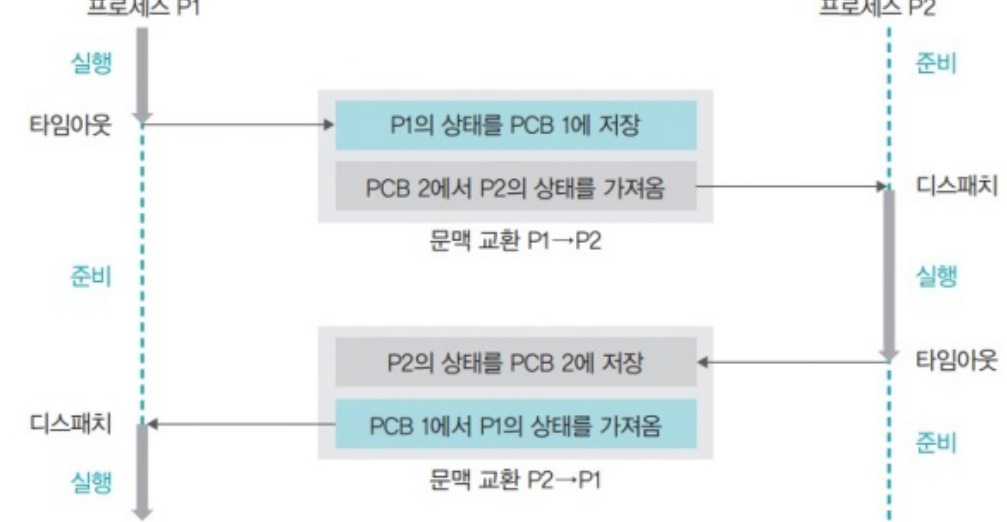 프로세스 P1
프로세스 P2
실행
준비
타임아웃
P1의 상태를 PCB 1에 저장
PCB 2에서 P2의 상태를 가져옴
디스패치
문맥 교환 P1→P2
준비
실행
P2의 상태를 PCB 2에 저장
타임아웃
디스패치
PCB 1에서 P1의 상태를 가져옴
준비
문맥 교환 P2→P1
실행